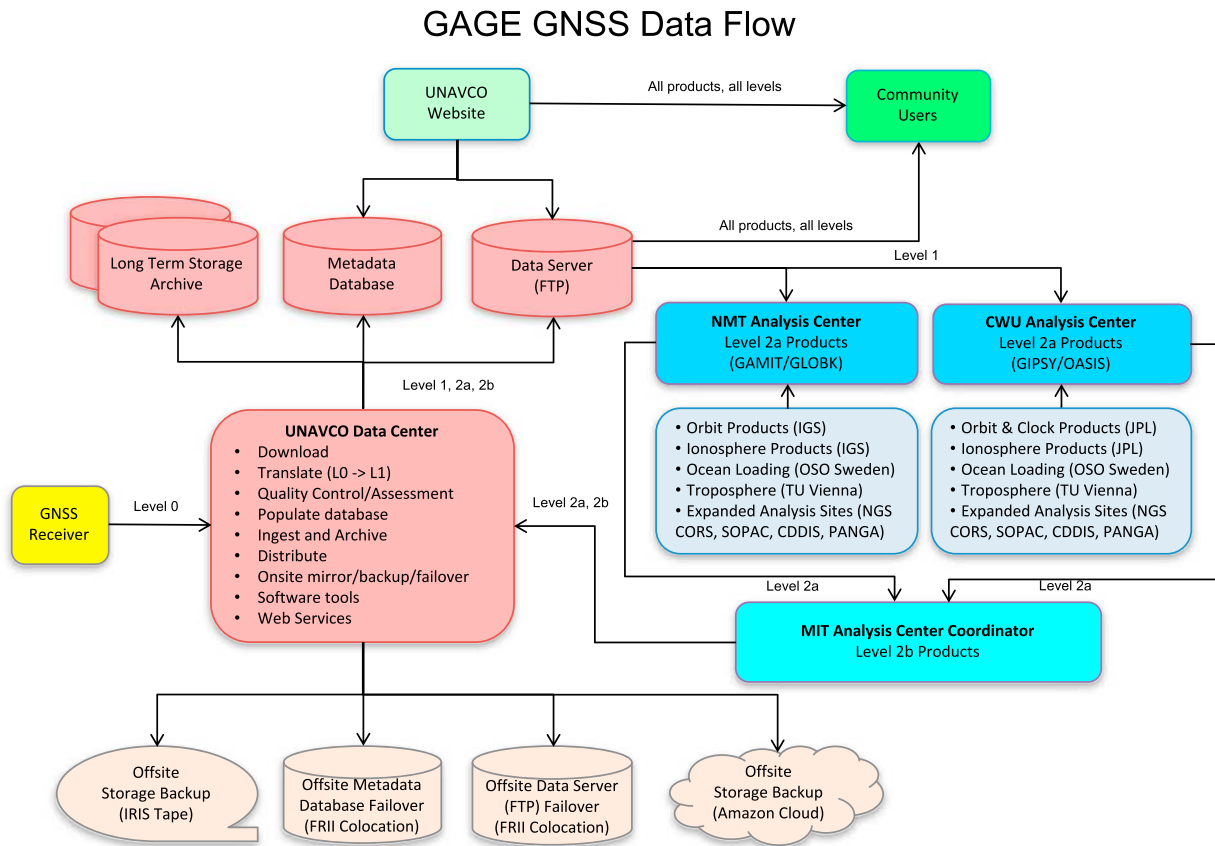 GAGE GNSS Data Flow
UNAVCO
Website
All products, all levels
Community
Users
Long Term Storage
Archive
Metadata
Database
Data Server
(FTP)
All products, all levels
Level 1
NMT Analysis Center
Level 2a Products
(GAMIT/GLOBK)
CWU Analysis Center
Level 2a Products
(GIPSY/OASIS)
Level 1, 2a, 2b
• Orbit Products (IGS)
• Ionosphere Products (IGS)
• Ocean Loading (OSO Sweden)
• Troposphere (TU Vienna)
• Expanded Analysis Sites (NGS
CORS, SOPAC, CDDIS, PANGA)
• Orbit & Clock Products (JPL)
• Ionosphere Products (JPL)
• Ocean Loading (OSO Sweden)
• Troposphere (TU Vienna)
• Expanded Analysis Sites (NGS
CORS, SOPAC, CDDIS, PANGA)
GNSS
Receiver
Level 0
UNAVCO Data Center
• Download
• Translate (L0 -> L1)
• Quality Control/Assessment
• Populate database
• Ingest and Archive
• Distribute
• Onsite mirror/backup/failover
• Software tools
• Web Services
Level 2a, 2b
Level 2a
Level 2a
MIT Analysis Center Coordinator
Level 2b Products
Offsite
Storage Backup
(IRIS Tape)
Offsite Metadata
Database Failover
(FRII Colocation)
Offsite Data Server
(FTP) Failover
(FRII Colocation)
Offsite
Storage Backup
(Amazon Cloud)